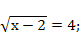 √x − 2 = 4;